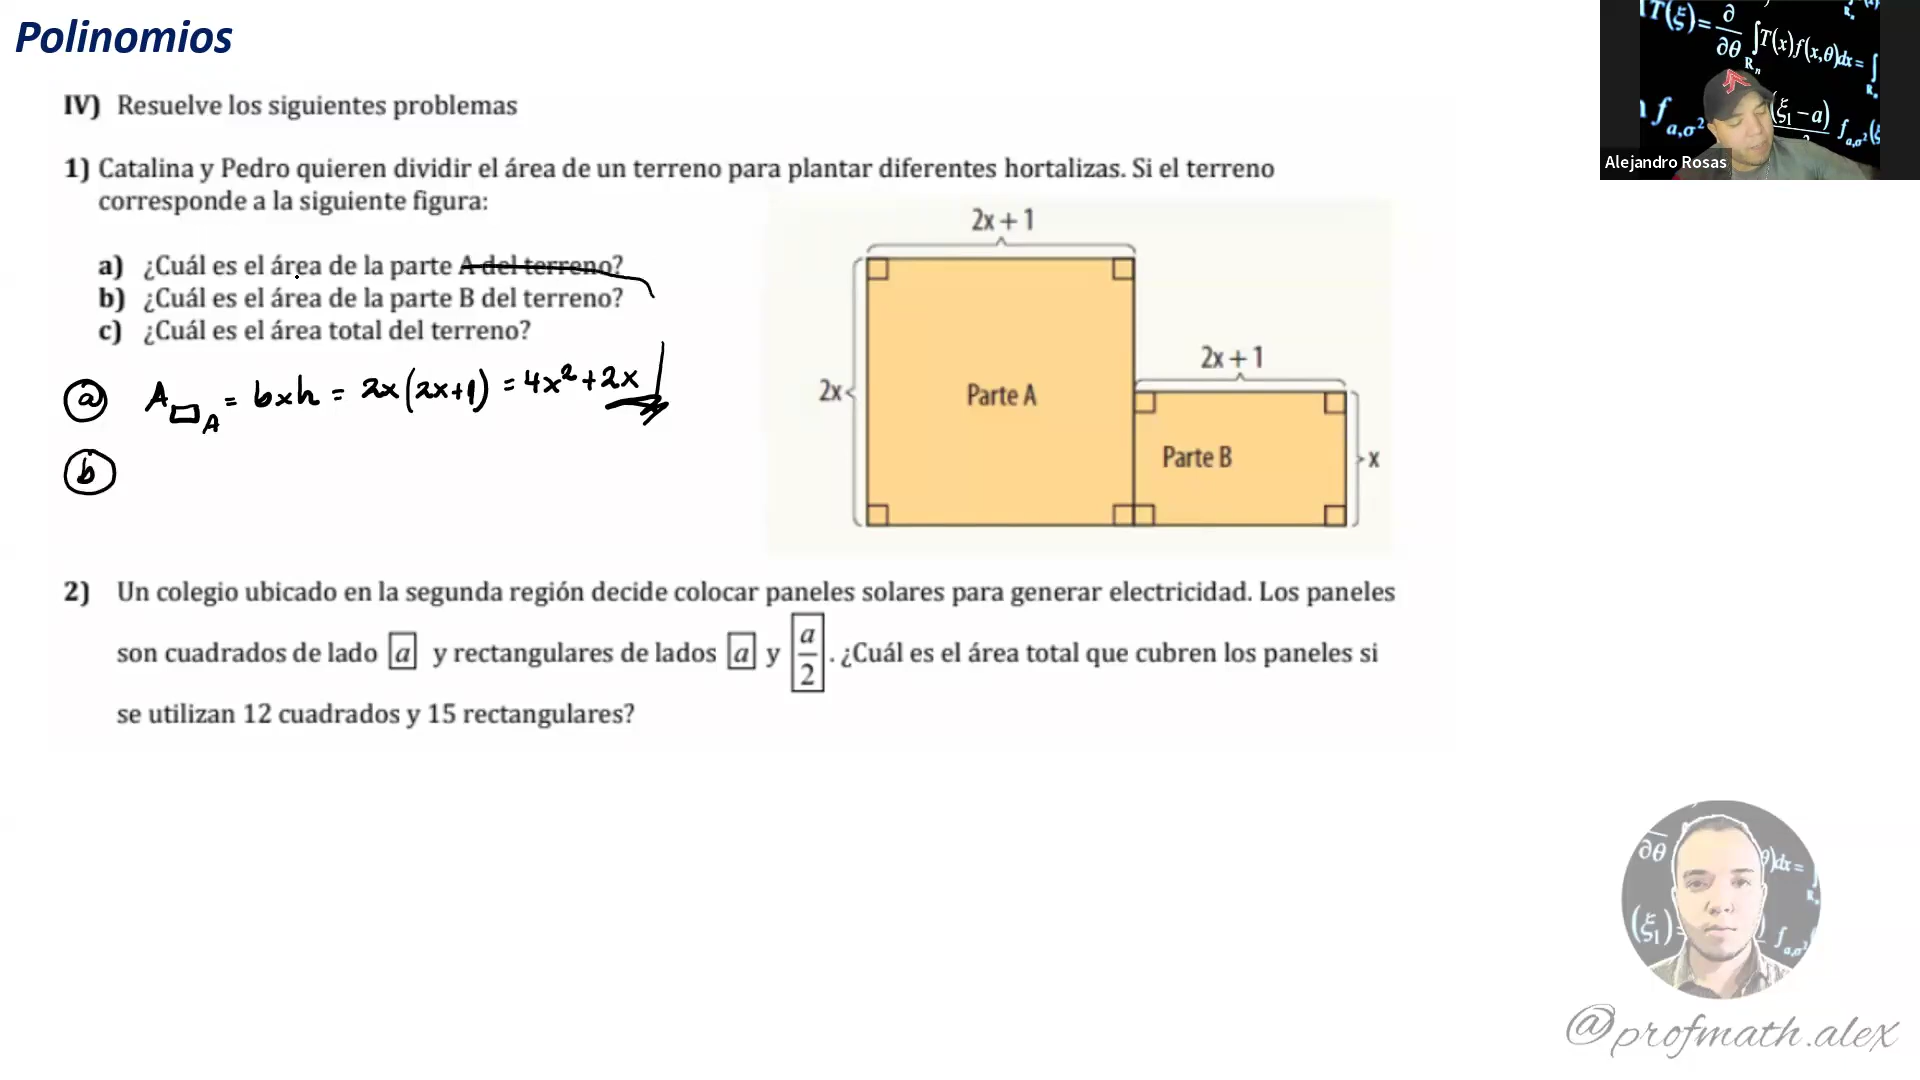 Polinomios
IV) Resuelve los siguientes problemas
1) Catalina y Pedro quieren dividir el área de un terreno para plantar diferentes hortalizas. Si el terreno
corresponde a la siguiente figura:
a) ¿Cuál es el área de la parte A del terreno?
b) ¿Cuál es el área de la parte B del terreno?
c) ¿Cuál es el área total del terreno?
ⓐ A▭A = b×h = 2x(2x+1) = 4x²+2x
ⓑ
2x + 1
2x
Parte A
2x + 1
Parte B
x
2) Un colegio ubicado en la segunda región decide colocar paneles solares para generar electricidad. Los paneles
son cuadrados de lado a y rectangulares de lados a y a/2. ¿Cuál es el área total que cubren los paneles si
se utilizan 12 cuadrados y 15 rectangulares?
Alejandro Rosas
@profmath.alex